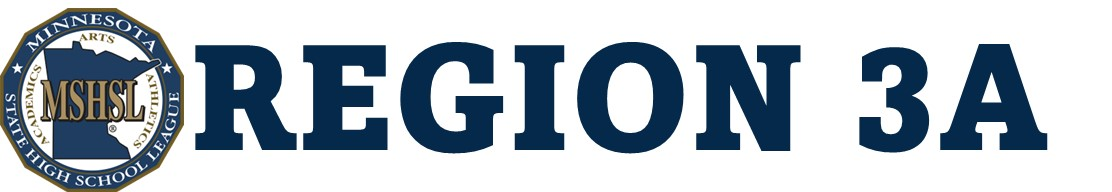 MINNESOTA
STATE HIGH SCHOOL LEAGUE
ARTS
ACADEMICS
ATHLETICS
MSHSL
®
REGION 3A